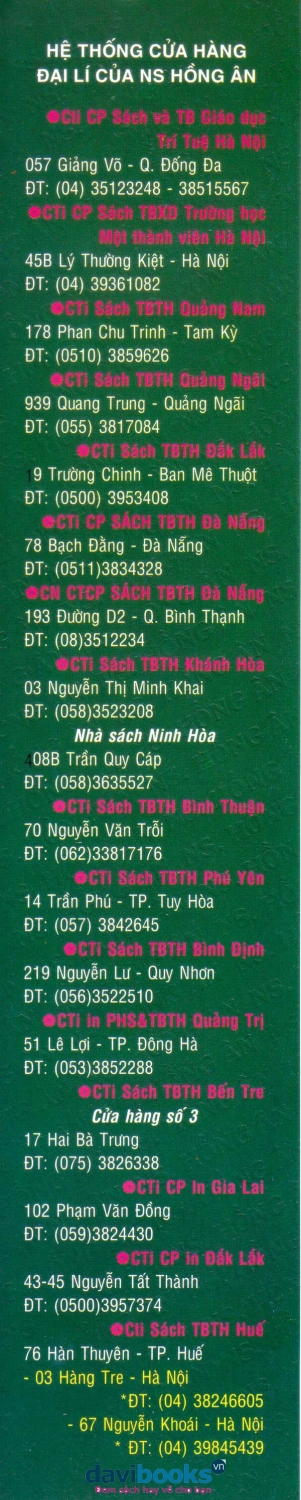 HỆ THỐNG CỬA HÀNG
ĐẠI LÍ CỦA NS HỒNG ÂN
CTi CP Sách và TB Giáo dục
Trí Tuệ Hà Nội
057 Giảng Võ - Q. Đống Đa
ĐT: (04) 35123248 - 38515567
CTi CP Sách TBXD Trường học
Một thành viên Hà Nội
45B Lý Thường Kiệt - Hà Nội
ĐT: (04) 39361082
CTi Sách TBTH Quảng Nam
178 Phan Chu Trinh - Tam Kỳ
ĐT: (0510) 3859626
CTi Sách TBTH Quảng Ngãi
939 Quang Trung - Quảng Ngãi
ĐT: (055) 3817084
CTi Sách TBTH Đắk Lắk
19 Trường Chinh - Ban Mê Thuột
ĐT: (0500) 3953408
CTi CP SÁCH TBTH Đà Nẵng
78 Bạch Đằng - Đà Nẵng
ĐT: (0511)3834328
CN CTCP SÁCH TBTH Đà Nẵng
193 Đường D2 - Q. Bình Thạnh
ĐT: (08)3512234
CTi Sách TBTH Khánh Hòa
03 Nguyễn Thị Minh Khai
ĐT: (058)3523208
Nhà sách Ninh Hòa
408B Trần Quy Cáp
ĐT: (058)3635527
CTi Sách TBTH Bình Thuận
70 Nguyễn Văn Trỗi
ĐT: (062)33817176
CTi Sách TBTH Phú Yên
14 Trần Phú - TP. Tuy Hòa
ĐT: (057) 3842645
CTi Sách TBTH Bình Định
219 Nguyễn Lư - Quy Nhơn
ĐT: (056)3522510
CTi in PHS&TBTH Quảng Trị
51 Lê Lợi - TP. Đông Hà
ĐT: (053)3852288
CTi Sách TBTH Bến Tre
Cửa hàng số 3
17 Hai Bà Trưng
ĐT: (075) 3826338
CTi CP In Gia Lai
102 Phạm Văn Đồng
ĐT: (059)3824430
CTi CP in Đắk Lắk
43-45 Nguyễn Tất Thành
ĐT: (0500)3957374
Cti Sách TBTH Huế
76 Hàn Thuyên - TP. Huế
- 03 Hàng Tre - Hà Nội
*ĐT: (04) 38246605
- 67 Nguyễn Khoái - Hà Nội
* ĐT: (04) 39845439
davibooks.vn
Đem sách hay về cho bạn